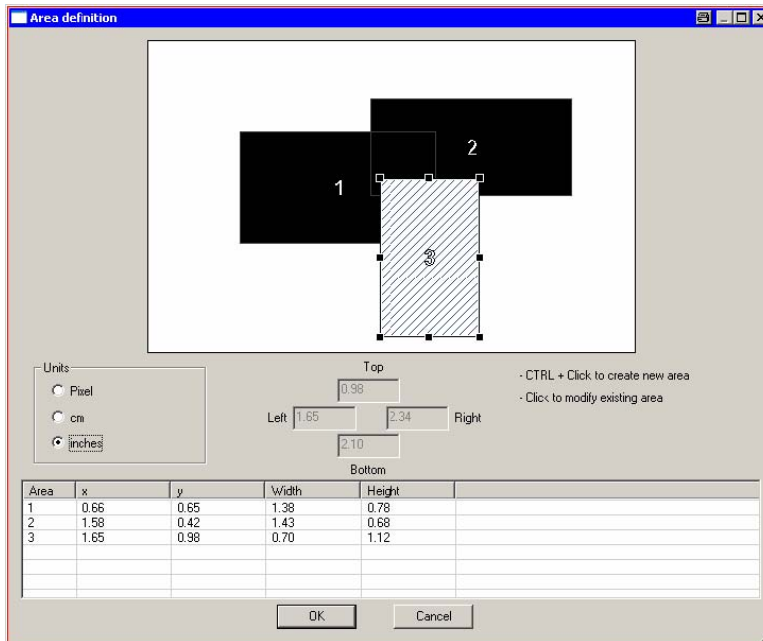 Area definition
2
1
3
Units
Pixel
cm
inches
Top
0.98
Left 1.65 2.34 Right
2.10
Bottom
- CTRL + Click to create new area
- Click to modify existing area
Area x y Width Height
1 0.66 0.65 1.38 0.78
2 1.58 0.42 1.43 0.68
3 1.65 0.98 0.70 1.12
OK Cancel